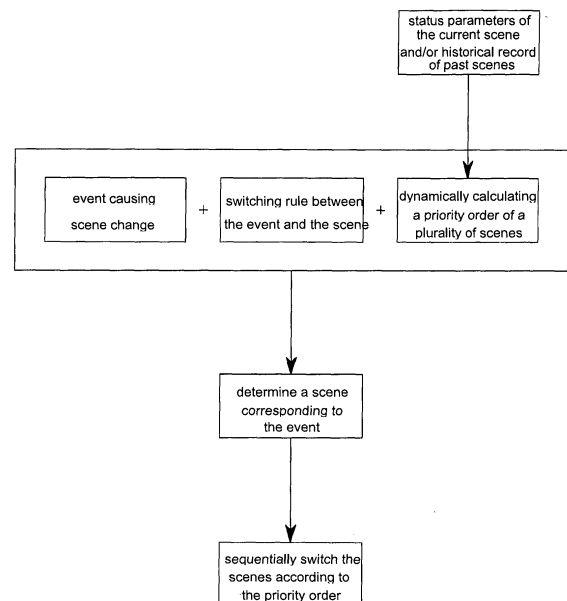 status parameters of
the current scene
and/or historical record
of past scenes
event causing
scene change
+
switching rule between
the event and the scene
+
dynamically calculating
a priority order of a
plurality of scenes
determine a scene
corresponding to
the event
sequentially switch the
scenes according to
the priority order